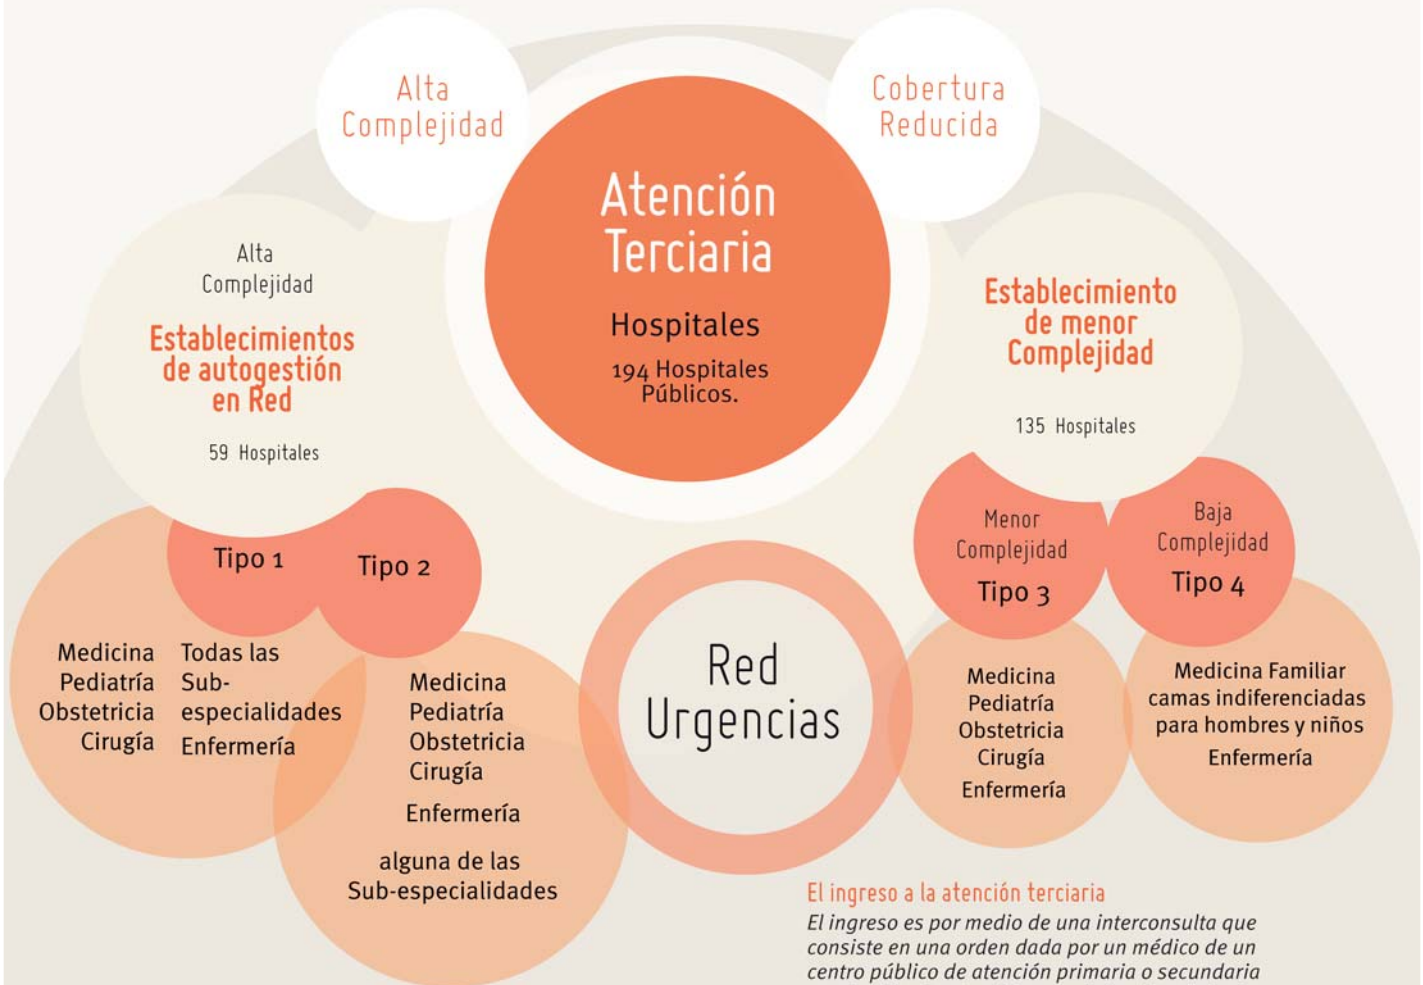 Alta
Complejidad
Cobertura
Reducida
Atención
Terciaria
Hospitales
194 Hospitales
Públicos.
Alta
Complejidad
Establecimientos
de autogestión
en Red
59 Hospitales
Establecimiento
de menor
Complejidad
135 Hospitales
Tipo 1
Tipo 2
Menor
Complejidad
Tipo 3
Baja
Complejidad
Tipo 4
Medicina
Pediatría
Obstetricia
Cirugía
Todas las
Sub-
especialidades
Enfermería
Medicina
Pediatría
Obstetricia
Cirugía
Enfermería
alguna de las
Sub-especialidades
Red
Urgencias
Medicina
Pediatría
Obstetricia
Cirugía
Enfermería
Medicina Familiar
camas indiferenciadas
para hombres y niños
Enfermería
El ingreso a la atención terciaria
El ingreso es por medio de una interconsulta que
consiste en una orden dada por un médico de un
centro público de atención primaria o secundaria